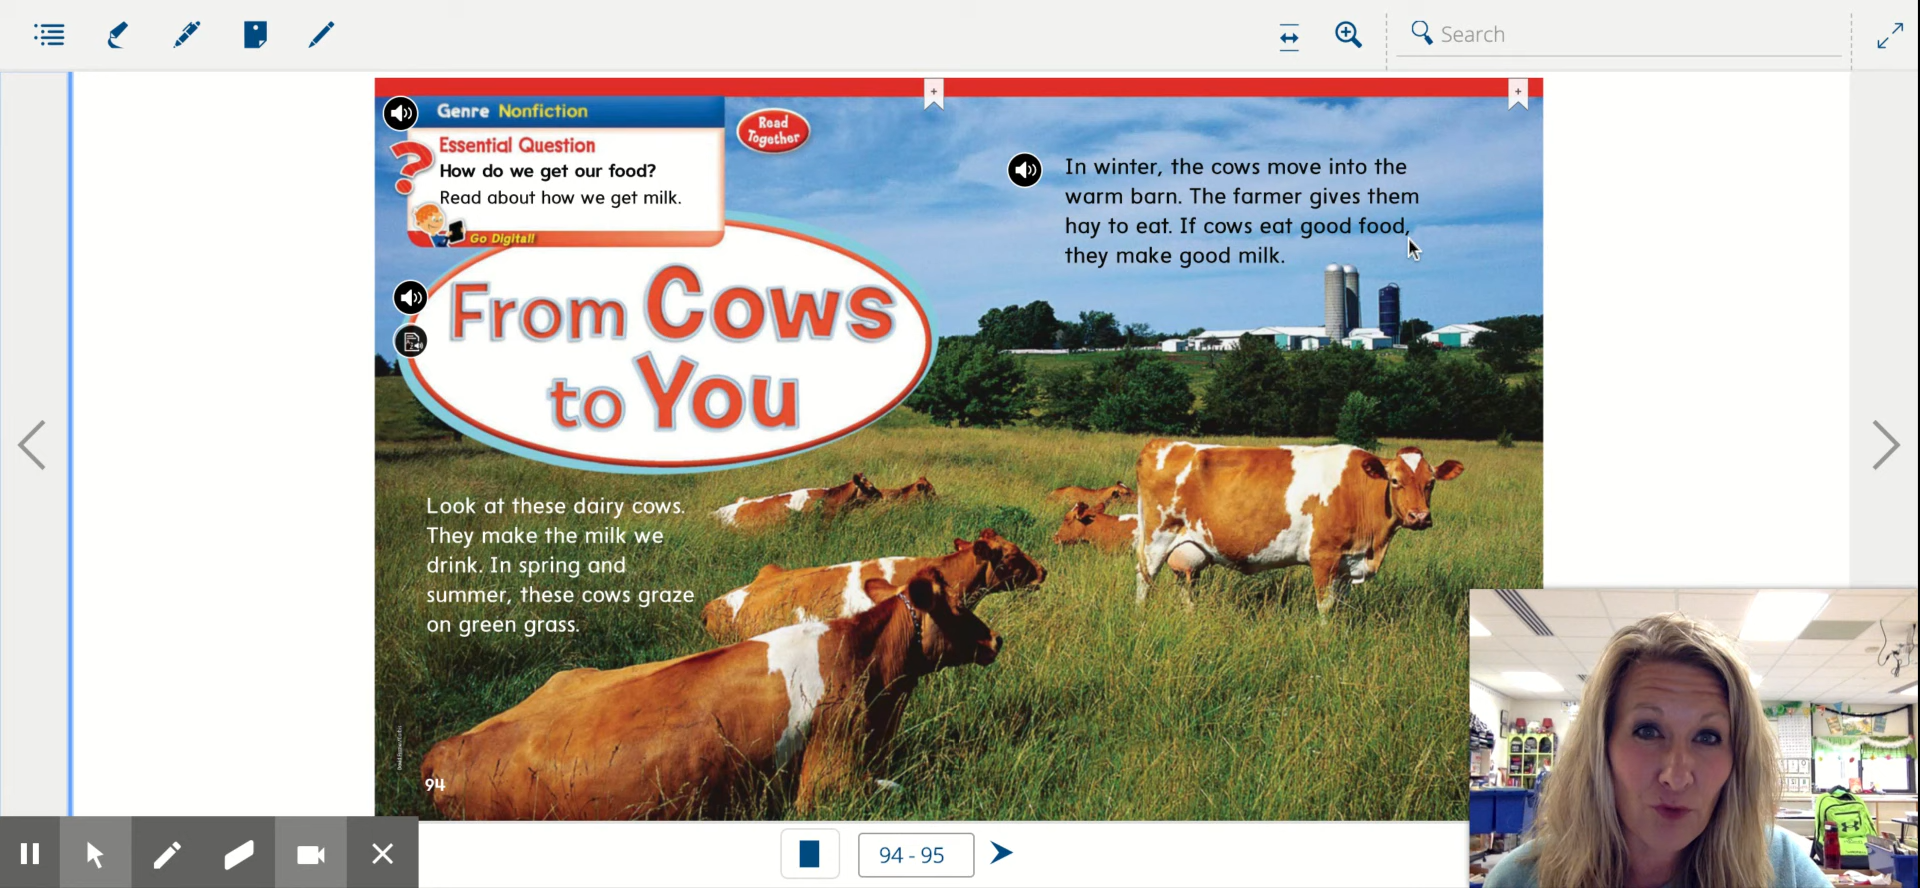 Search
Genre Nonfiction
Essential Question
How do we get our food?
Read about how we get milk.
Go Digital!
Read
Together
From Cows
to You
Look at these dairy cows.
They make the milk we
drink. In spring and
summer, these cows graze
on green grass.
In winter, the cows move into the
warm barn. The farmer gives them
hay to eat. If cows eat good food,
they make good milk.
94
94 - 95